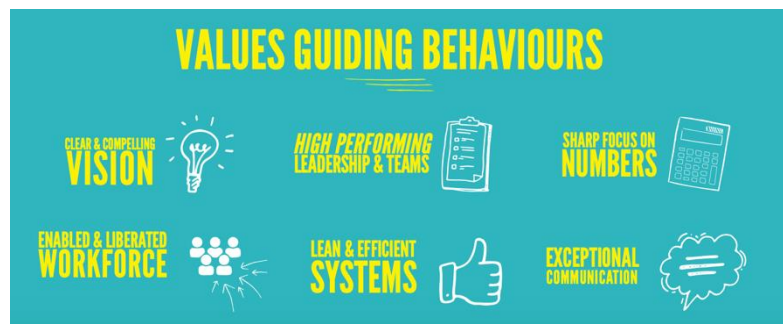 VALUES GUIDING BEHAVIOURS
CLEAR & COMPELLING
VISION
HIGH PERFORMING
LEADERSHIP & TEAMS
SHARP FOCUS ON
NUMBERS
ENABLED & LIBERATED
WORKFORCE
LEAN & EFFICIENT
SYSTEMS
EXCEPTIONAL
COMMUNICATION